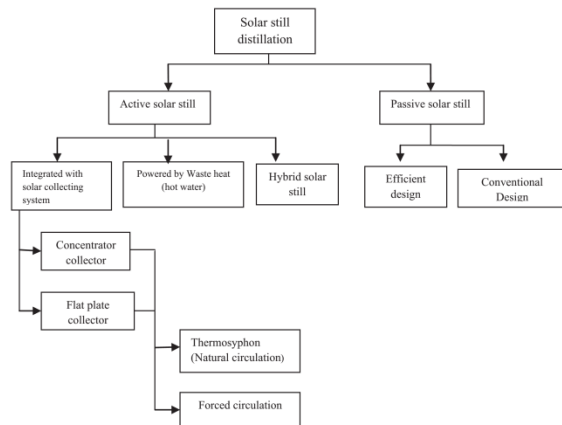 Solar still
distillation
Active solar still
Passive solar still
Integrated with
solar collecting
system
Powered by Waste heat
(hot water)
Hybrid solar
still
Efficient
design
Conventional
Design
Concentrator
collector
Flat plate
collector
Thermosyphon
(Natural circulation)
Forced circulation